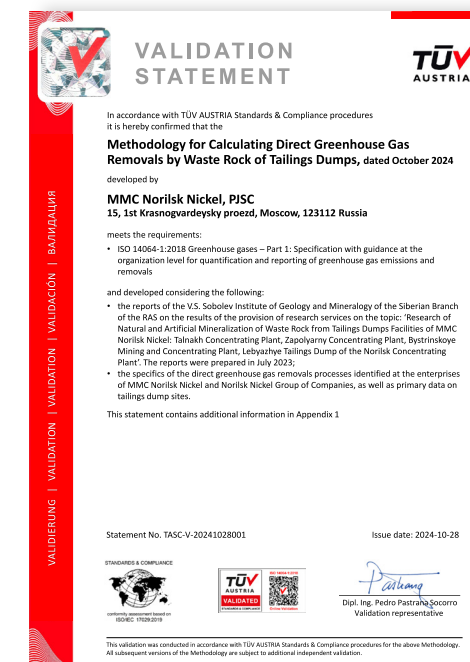 VALIDATION
STATEMENT
TÜV
AUSTRIA
In accordance with TÜV AUSTRIA Standards & Compliance procedures
it is hereby confirmed that the
Methodology for Calculating Direct Greenhouse Gas
Removals by Waste Rock of Tailings Dumps, dated October 2024
developed by
MMC Norilsk Nickel, PJSC
15, 1st Krasnogvardeysky proezd, Moscow, 123112 Russia
meets the requirements:
• ISO 14064-1:2018 Greenhouse gases – Part 1: Specification with guidance at the
organization level for quantification and reporting of greenhouse gas emissions and
removals
and developed considering the following:
• the reports of the V.S. Sobolev Institute of Geology and Mineralogy of the Siberian Branch
of the RAS on the results of the provision of research services on the topic: ‘Research of
Natural and Artificial Mineralization of Waste Rock from Tailings Dumps Facilities of MMC
Norilsk Nickel: Talnakh Concentrating Plant, Zapolyarny Concentrating Plant, Bystrinskoye
Mining and Concentrating Plant, Lebyazhye Tailings Dump of the Norilsk Concentrating
Plant’. The reports were prepared in July 2023;
• the specifics of the direct greenhouse gas removals processes identified at the enterprises
of MMC Norilsk Nickel and Norilsk Nickel Group of Companies, as well as primary data on
tailings dump sites.
This statement contains additional information in Appendix 1
VALIDIERUNG | VALIDATION | VALIDATION | VALIDACIÓN | ВАЛИДАЦИЯ
Statement No. TASC-V-20241028001
Issue date: 2024-10-28
STANDARDS & COMPLIANCE
conformity assessment based on
ISO/IEC 17029:2019
TÜV
AUSTRIA
VALIDATED
STANDARDS & COMPLIANCE
ISO 14064-1:2018
Online Validation
Dipl. Ing. Pedro Pastrana Socorro
Validation representative
This validation was conducted in accordance with TÜV AUSTRIA Standards & Compliance procedures for the above Methodology.
All subsequent versions of the Methodology are subject to additional independent validation.